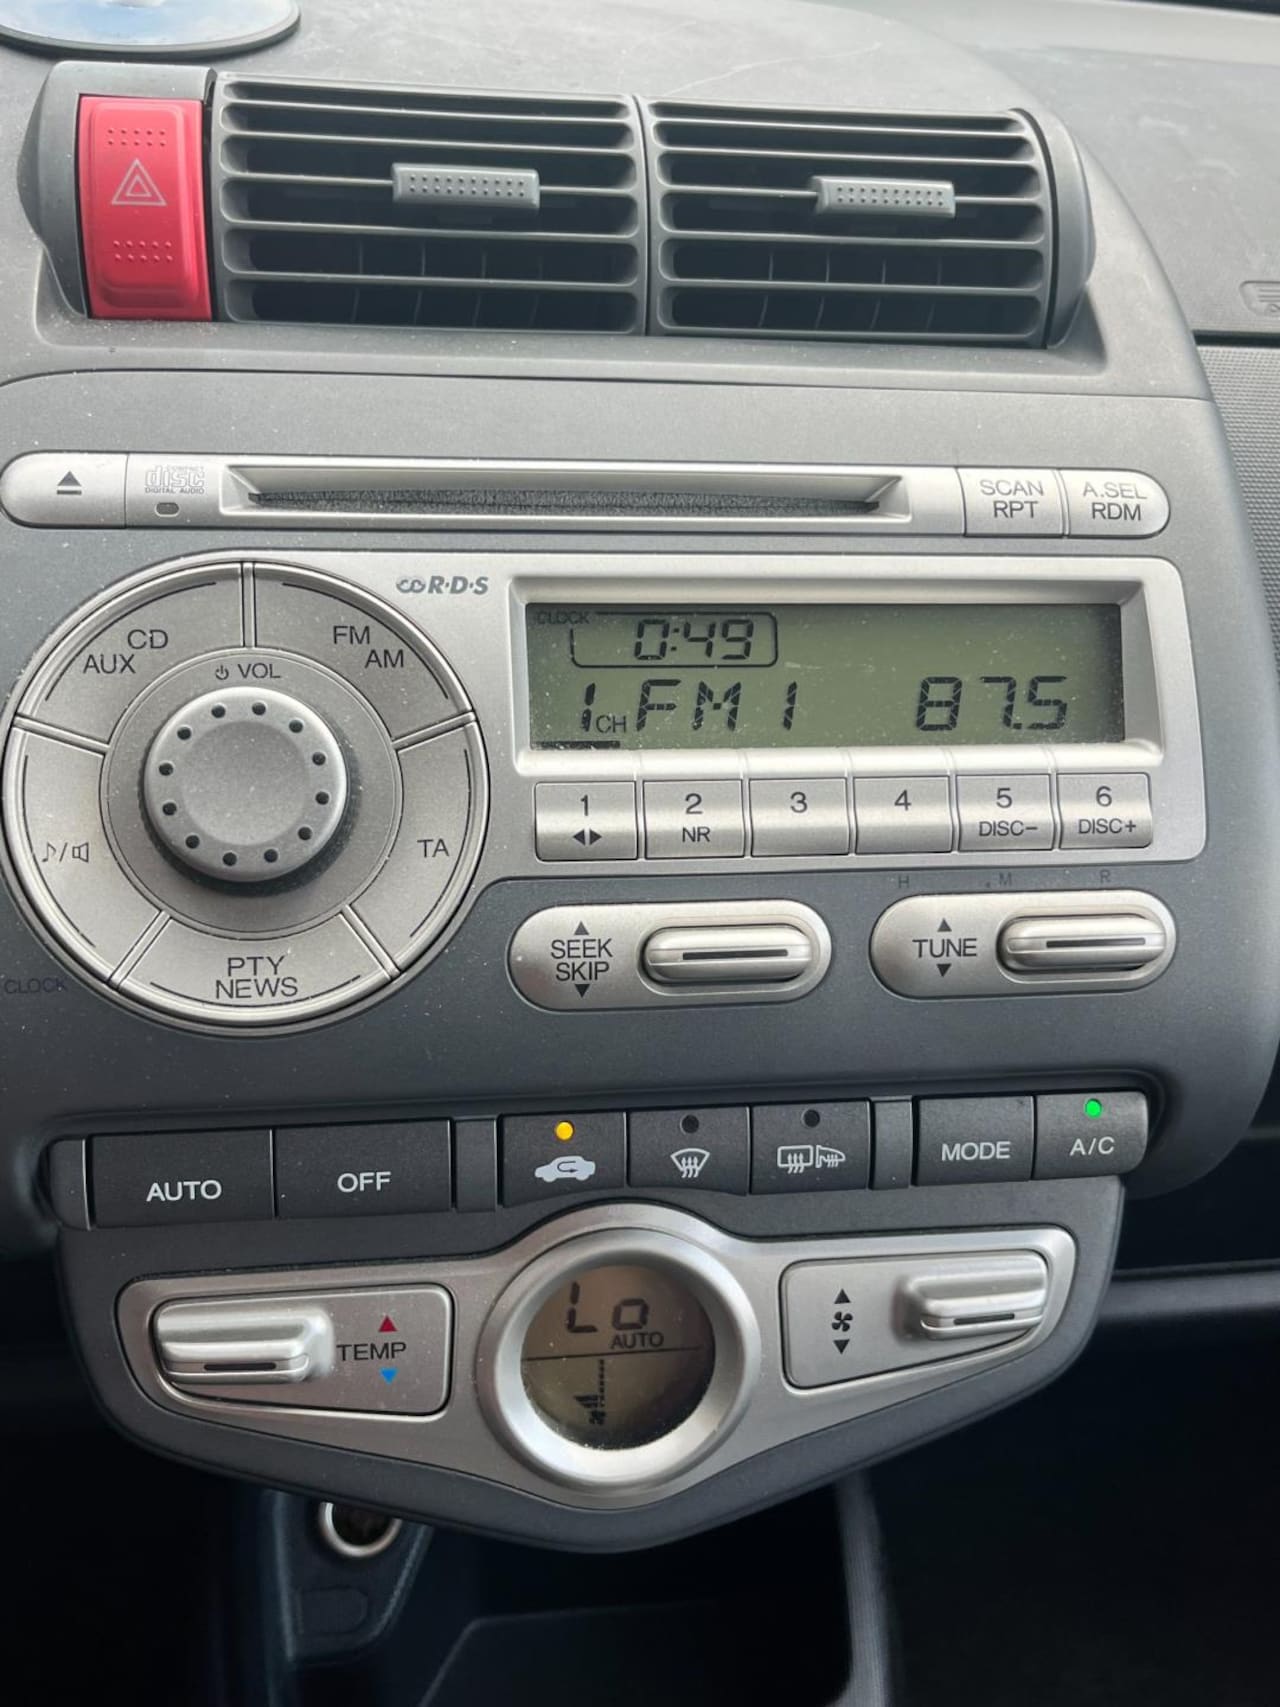 COMPACT
disc
DIGITAL AUDIO
SCAN
RPT
A.SEL
RDM
R·D·S
CD
AUX
FM
AM
VOL
TA
PTY
NEWS
CLOCK
CLOCK
0:49
1CH FM1 87.5
1
2
NR
3
4
5
DISC-
6
DISC+
H
M
R
SEEK
SKIP
TUNE
AUTO
OFF
MODE
A/C
TEMP
Lo
AUTO